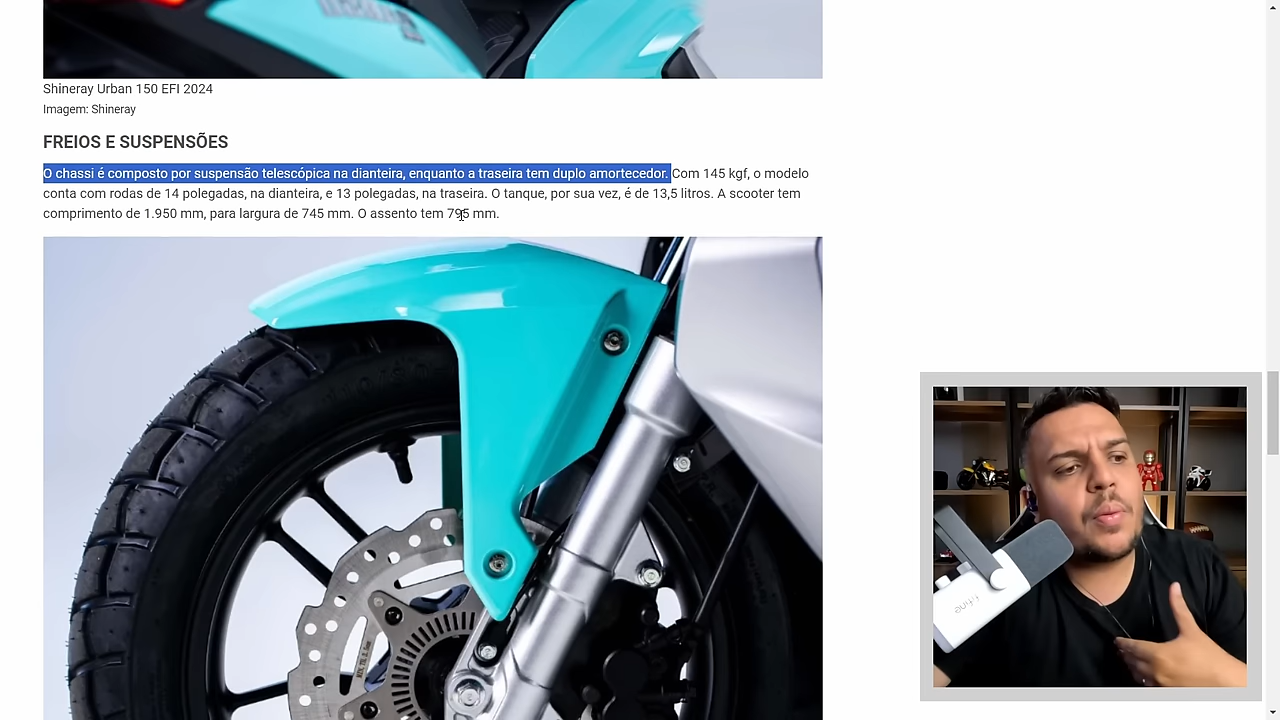 Shineray Urban 150 EFI 2024
Imagem: Shineray
FREIOS E SUSPENSÕES
O chassi é composto por suspensão telescópica na dianteira, enquanto a traseira tem duplo amortecedor. Com 145 kgf, o modelo
conta com rodas de 14 polegadas, na dianteira, e 13 polegadas, na traseira. O tanque, por sua vez, é de 13,5 litros. A scooter tem
comprimento de 1.950 mm, para largura de 745 mm. O assento tem 795 mm.
fifine